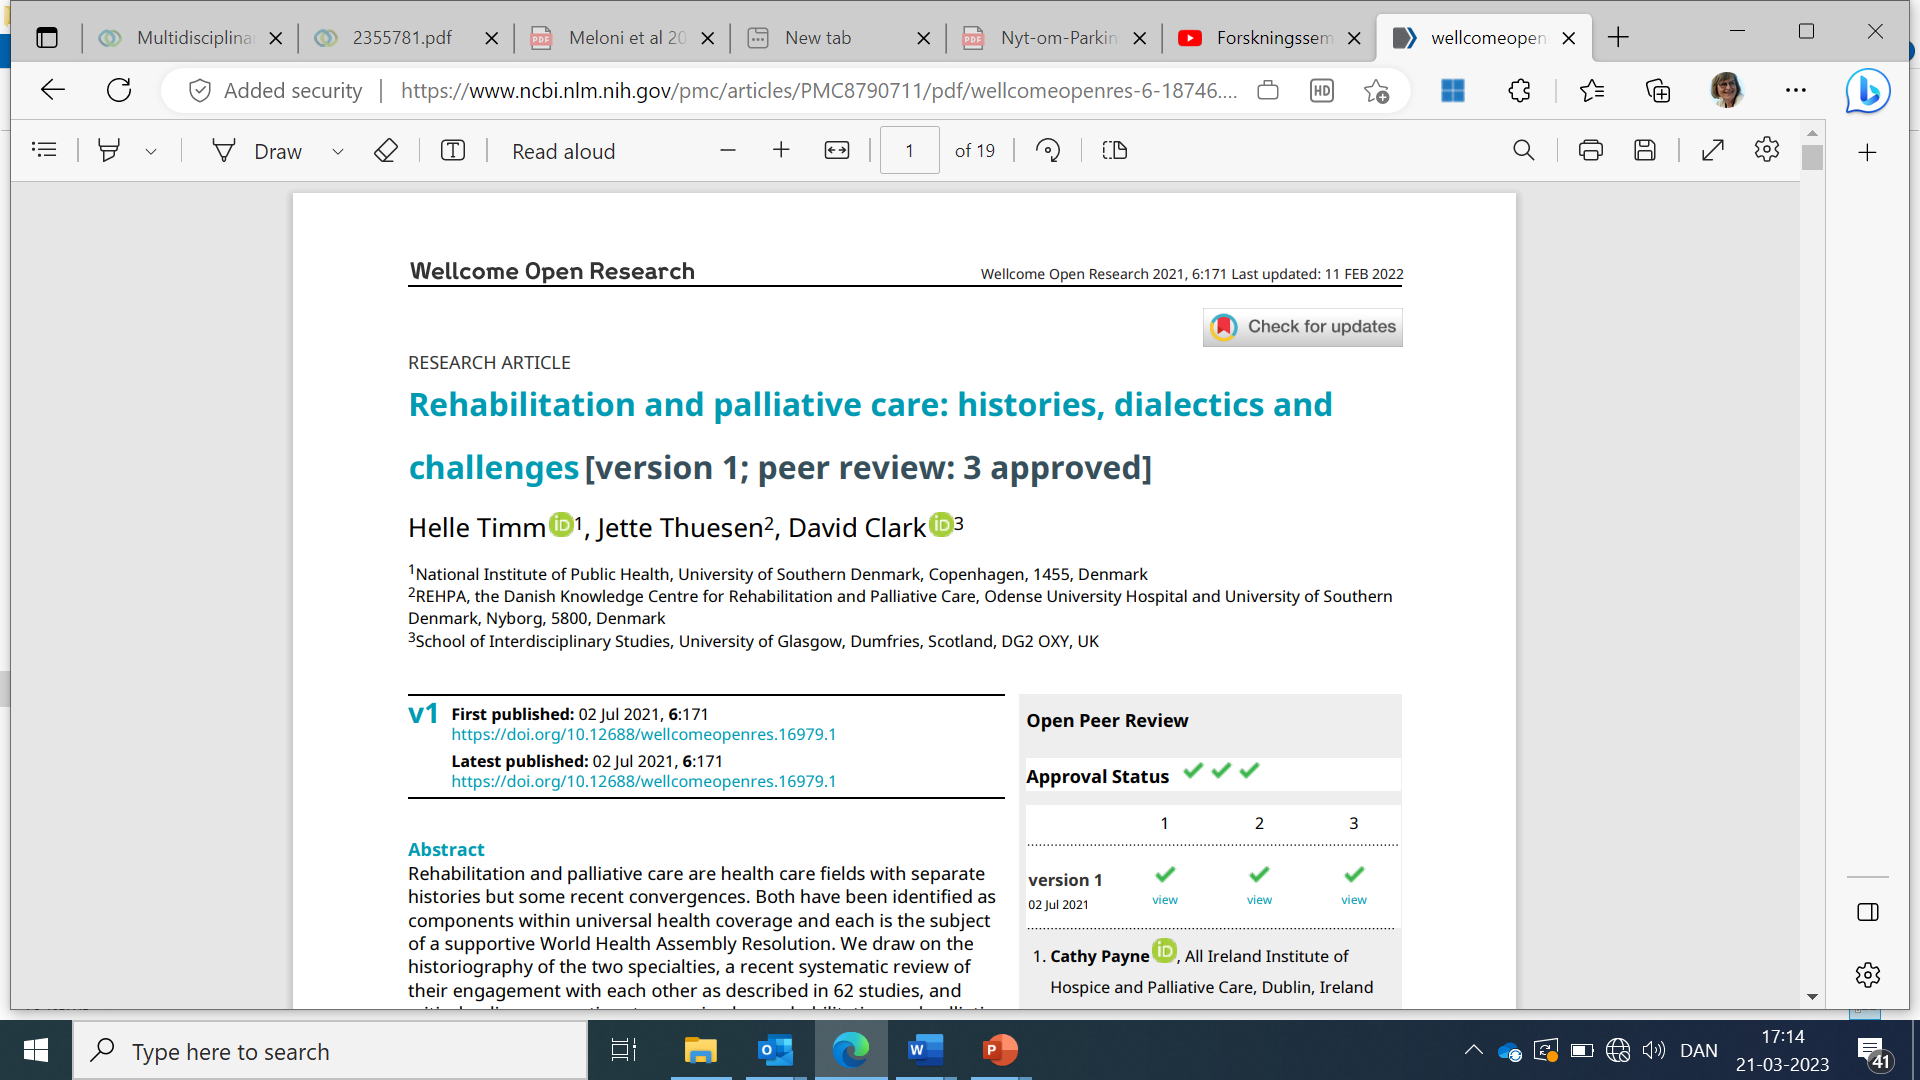 Multidisciplina
2355781.pdf
Meloni et al 20
New tab
Nyt-om-Parkin
Forskningssem
wellcomeopen
Added security
https://www.ncbi.nlm.nih.gov/pmc/articles/PMC8790711/pdf/wellcomeopenres-6-18746....
HD
Draw
T
Read aloud
1
of 19
Wellcome Open Research
Wellcome Open Research 2021, 6:171 Last updated: 11 FEB 2022
Check for updates
RESEARCH ARTICLE
Rehabilitation and palliative care: histories, dialectics and
challenges [version 1; peer review: 3 approved]
Helle Timm iD 1, Jette Thuesen2, David Clark iD 3
1National Institute of Public Health, University of Southern Denmark, Copenhagen, 1455, Denmark
2REHPA, the Danish Knowledge Centre for Rehabilitation and Palliative Care, Odense University Hospital and University of Southern
Denmark, Nyborg, 5800, Denmark
3School of Interdisciplinary Studies, University of Glasgow, Dumfries, Scotland, DG2 OXY, UK
v1 First published: 02 Jul 2021, 6:171
https://doi.org/10.12688/wellcomeopenres.16979.1
Latest published: 02 Jul 2021, 6:171
https://doi.org/10.12688/wellcomeopenres.16979.1
Abstract
Rehabilitation and palliative care are health care fields with separate
histories but some recent convergences. Both have been identified as
components within universal health coverage and each is the subject
of a supportive World Health Assembly Resolution. We draw on the
historiography of the two specialties, a recent systematic review of
their engagement with each other as described in 62 studies, and
Open Peer Review
Approval Status
1 2 3
version 1
02 Jul 2021
view view view
1. Cathy Payne iD, All Ireland Institute of
Hospice and Palliative Care, Dublin, Ireland
Type here to search
DAN
17:14
21-03-2023
41